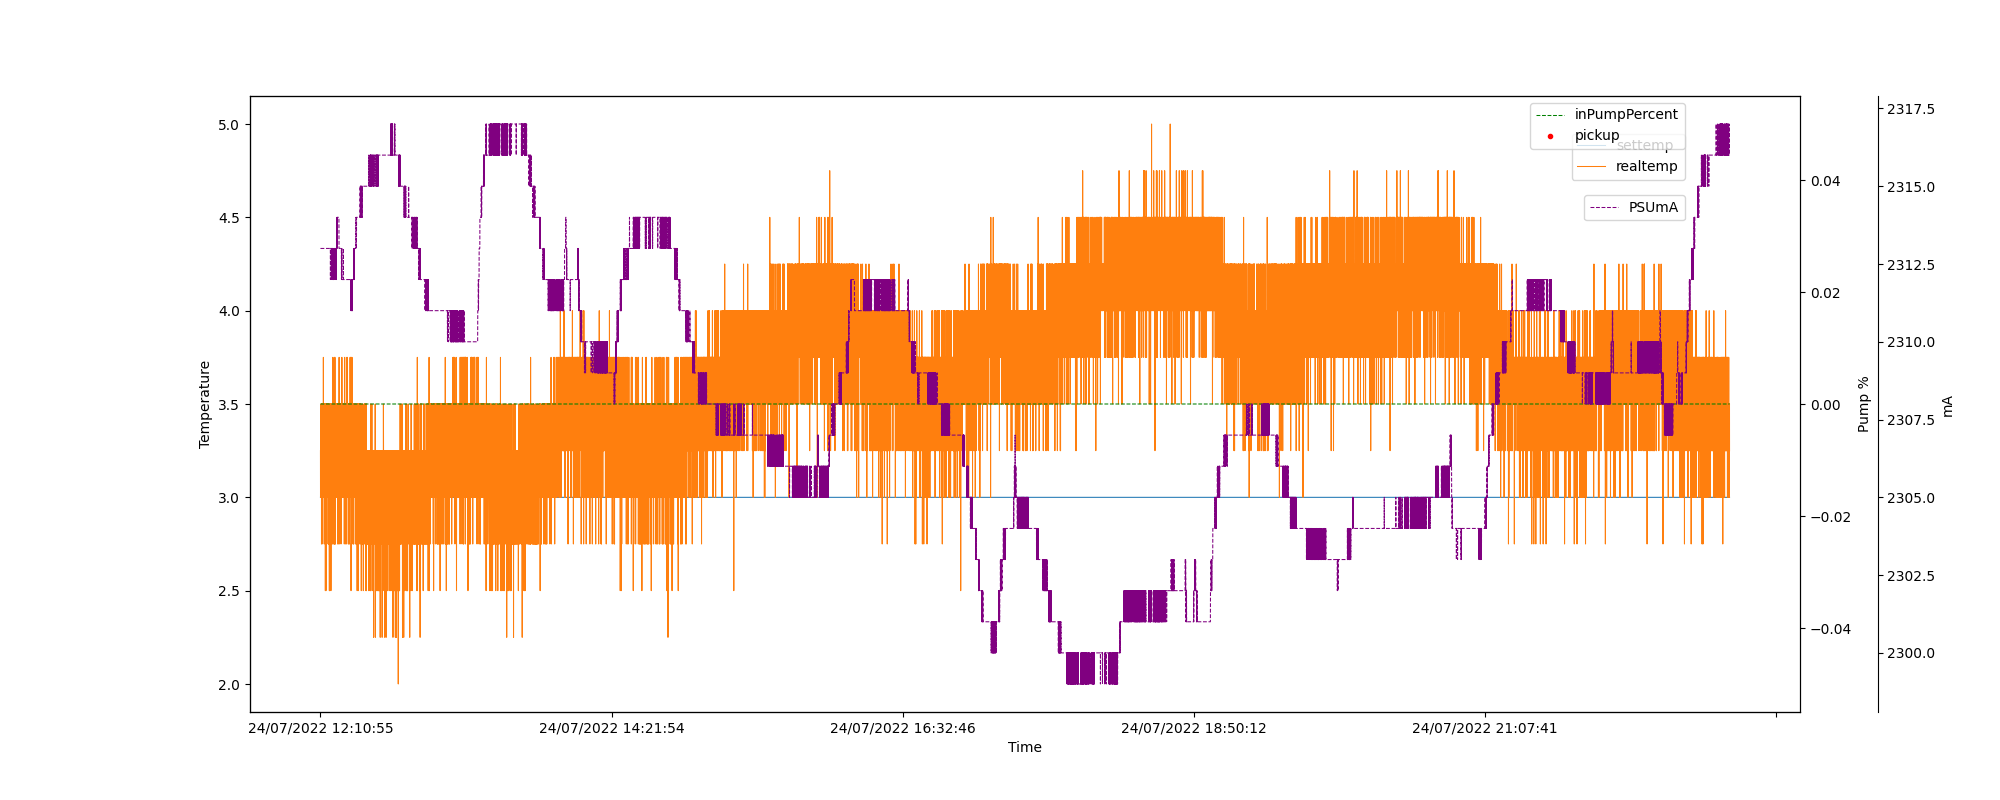 inPumpPercent
pickup
settemp
realtemp
PSUmA
Temperature
5.0
4.5
4.0
3.5
3.0
2.5
2.0
0.04
0.02
0.00
−0.02
−0.04
Pump %
2317.5
2315.0
2312.5
2310.0
2307.5
2305.0
2302.5
2300.0
mA
24/07/2022 12:10:55
24/07/2022 14:21:54
24/07/2022 16:32:46
24/07/2022 18:50:12
24/07/2022 21:07:41
Time